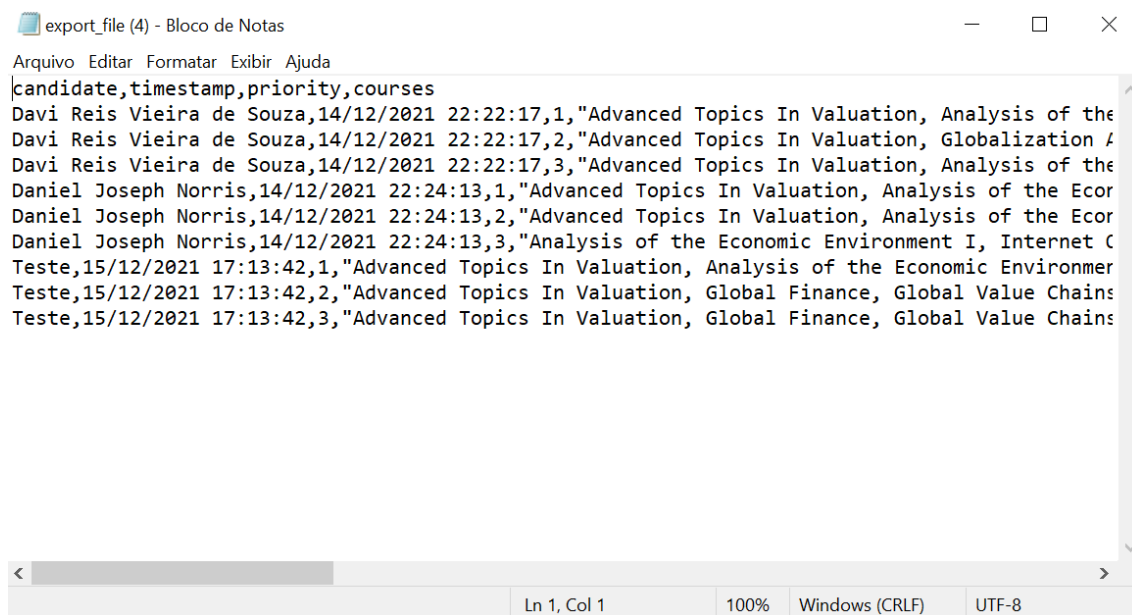 export_file (4) - Bloco de Notas
Arquivo Editar Formatar Exibir Ajuda
candidate,timestamp,priority,courses
Davi Reis Vieira de Souza,14/12/2021 22:22:17,1,"Advanced Topics In Valuation, Analysis of the
Davi Reis Vieira de Souza,14/12/2021 22:22:17,2,"Advanced Topics In Valuation, Globalization
Davi Reis Vieira de Souza,14/12/2021 22:22:17,3,"Advanced Topics In Valuation, Analysis of the
Daniel Joseph Norris,14/12/2021 22:24:13,1,"Advanced Topics In Valuation, Analysis of the Econ
Daniel Joseph Norris,14/12/2021 22:24:13,2,"Advanced Topics In Valuation, Analysis of the Econ
Daniel Joseph Norris,14/12/2021 22:24:13,3,"Analysis of the Economic Environment I, Internet
Teste,15/12/2021 17:13:42,1,"Advanced Topics In Valuation, Analysis of the Economic Environmen
Teste,15/12/2021 17:13:42,2,"Advanced Topics In Valuation, Global Finance, Global Value Chains
Teste,15/12/2021 17:13:42,3,"Advanced Topics In Valuation, Global Finance, Global Value Chains
Ln 1, Col 1 100% Windows (CRLF) UTF-8